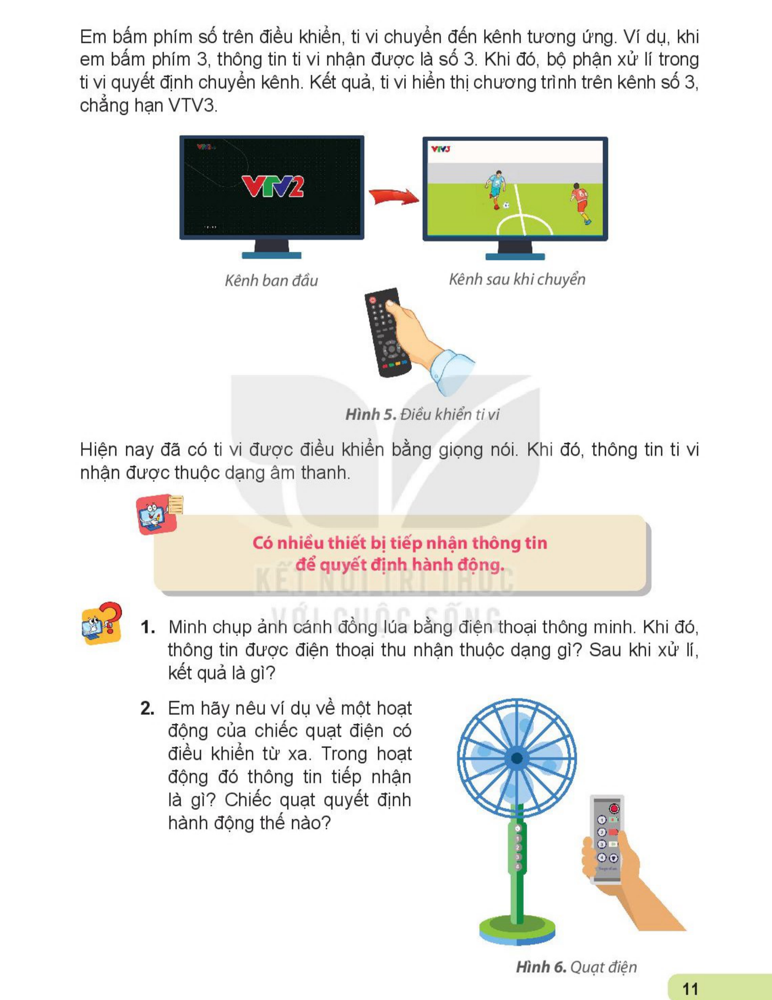 Em bấm phím số trên điều khiển, ti vi chuyển đến kênh tương ứng. Ví dụ, khi
em bấm phím 3, thông tin ti vi nhận được là số 3. Khi đó, bộ phận xử lí trong
ti vi quyết định chuyển kênh. Kết quả, ti vi hiển thị chương trình trên kênh số 3,
chẳng hạn VTV3.
VTV2
VTV3
Kênh ban đầu
Kênh sau khi chuyển
Hình 5. Điều khiển ti vi
Hiện nay đã có ti vi được điều khiển bằng giọng nói. Khi đó, thông tin ti vi
nhận được thuộc dạng âm thanh.
Có nhiều thiết bị tiếp nhận thông tin
để quyết định hành động.
KẾT NỐI TRI THỨC
VỚI CUỘC SỐNG
1. Minh chụp ảnh cánh đồng lúa bằng điện thoại thông minh. Khi đó,
thông tin được điện thoại thu nhận thuộc dạng gì? Sau khi xử lí,
kết quả là gì?
2. Em hãy nêu ví dụ về một hoạt
động của chiếc quạt điện có
điều khiển từ xa. Trong hoạt
động đó thông tin tiếp nhận
là gì? Chiếc quạt quyết định
hành động thế nào?
0
1
2
3
4
1
2
3
4
Hình 6. Quạt điện
11